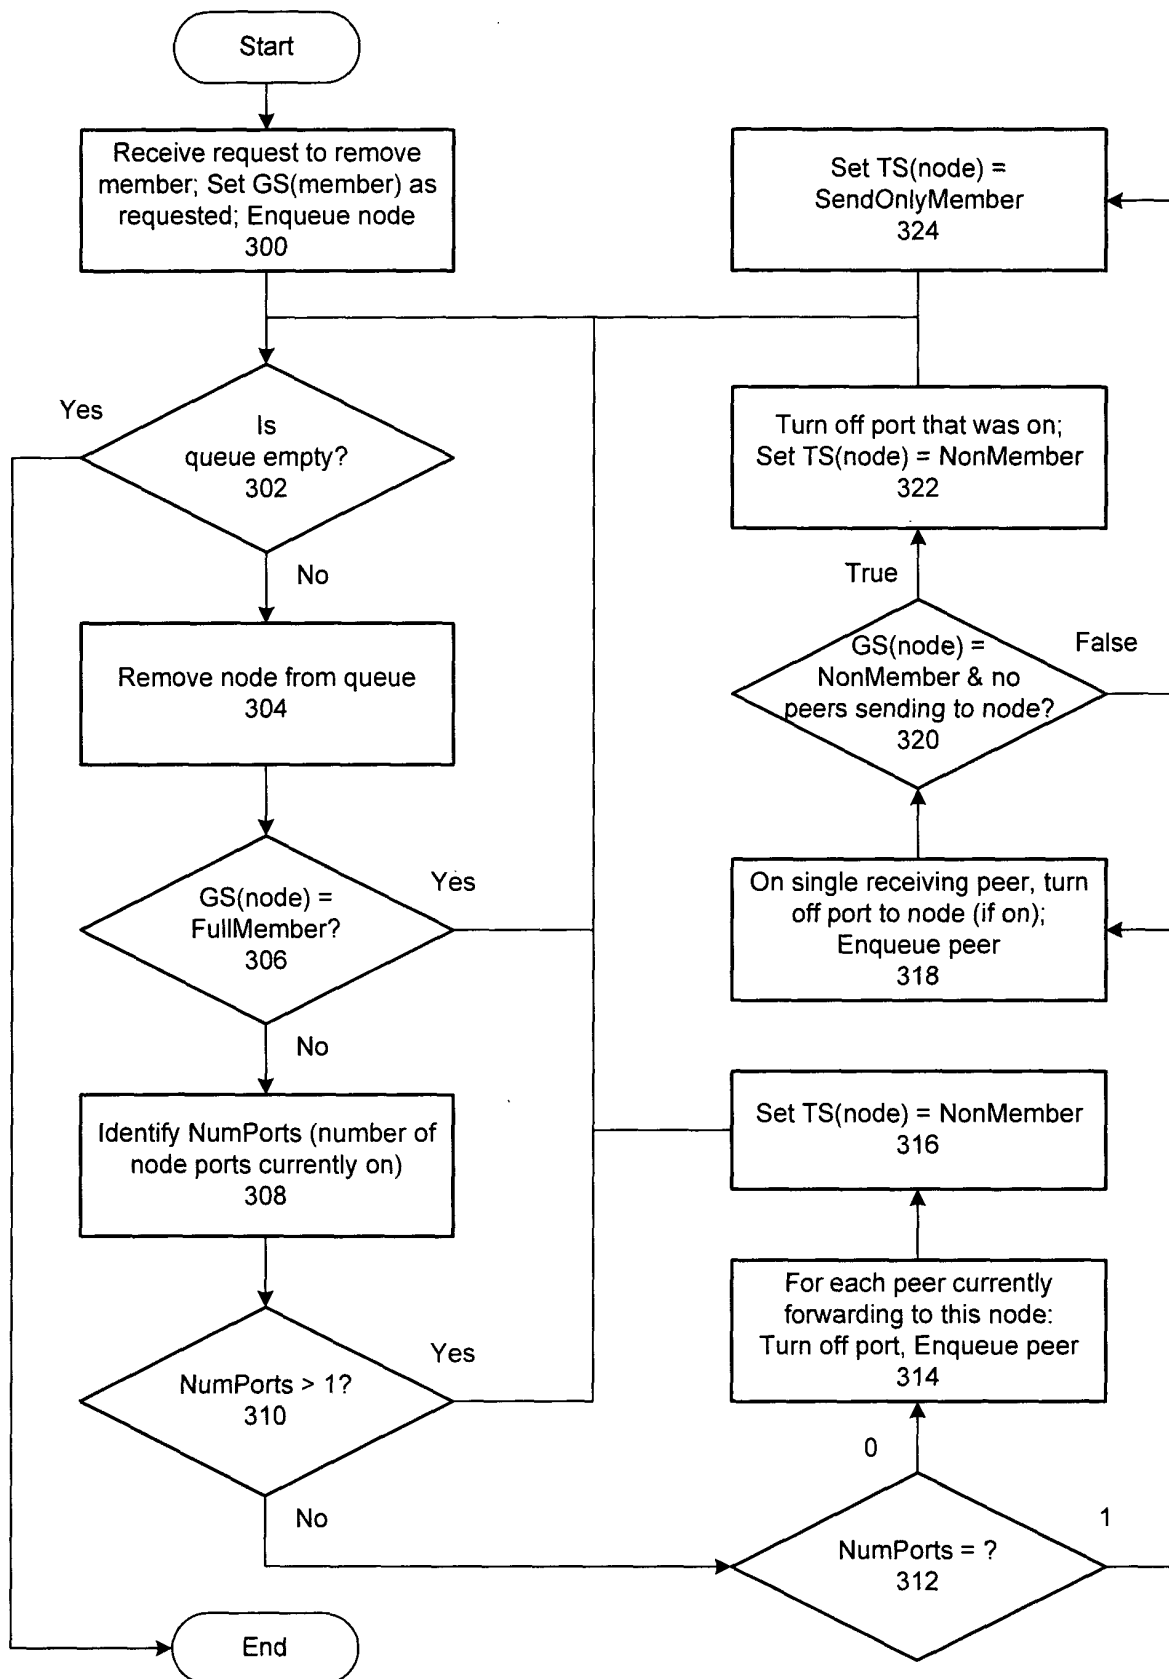 Start
Receive request to remove
member; Set GS(member) as
requested; Enqueue node
300
Is
queue empty?
302
Yes
No
Remove node from queue
304
GS(node) =
FullMember?
306
Yes
No
Identify NumPorts (number of
node ports currently on)
308
NumPorts > 1?
310
Yes
No
End
Set TS(node) =
SendOnlyMember
324
Turn off port that was on;
Set TS(node) = NonMember
322
True
False
GS(node) =
NonMember & no
peers sending to node?
320
On single receiving peer, turn
off port to node (if on);
Enqueue peer
318
Set TS(node) = NonMember
316
For each peer currently
forwarding to this node:
Turn off port, Enqueue peer
314
0
1
NumPorts = ?
312